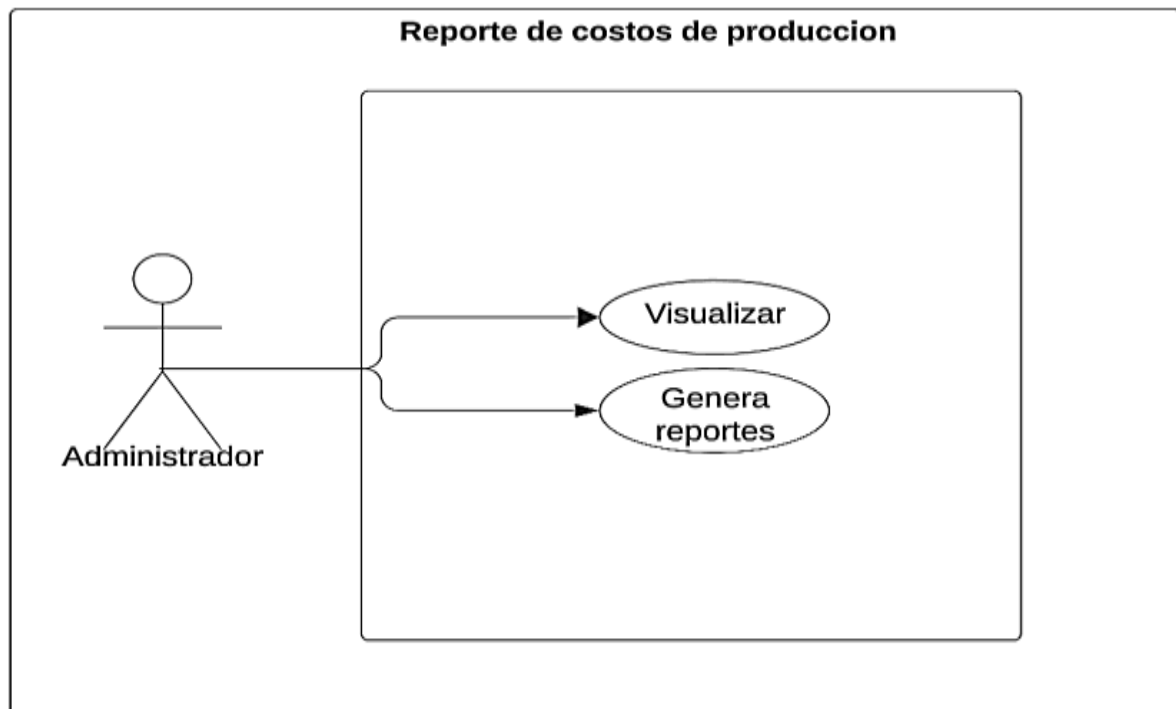 Reporte de costos de produccion
Visualizar
Genera
reportes
Administrador